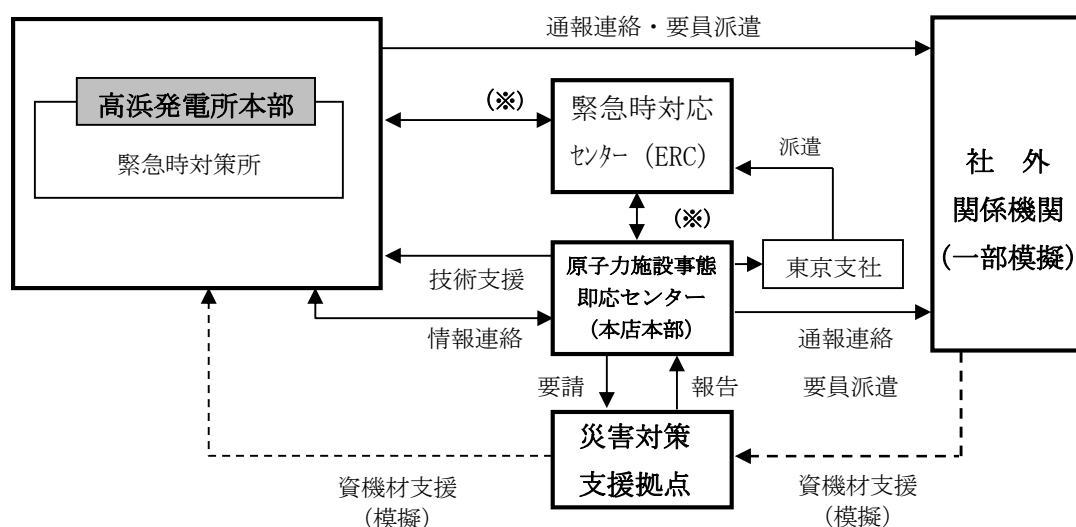 通報連絡・要員派遣
高浜発電所本部
緊急時対策所
(※)
緊急時対応
センター (ERC)
派遣
社 外
関係機関
(一部模擬)
(※)
技術支援
原子力施設事態
即応センター
(本店本部)
東京支社
情報連絡
通報連絡
要員派遣
要請
報告
災害対策
支援拠点
資機材支援
(模擬)
資機材支援
(模擬)